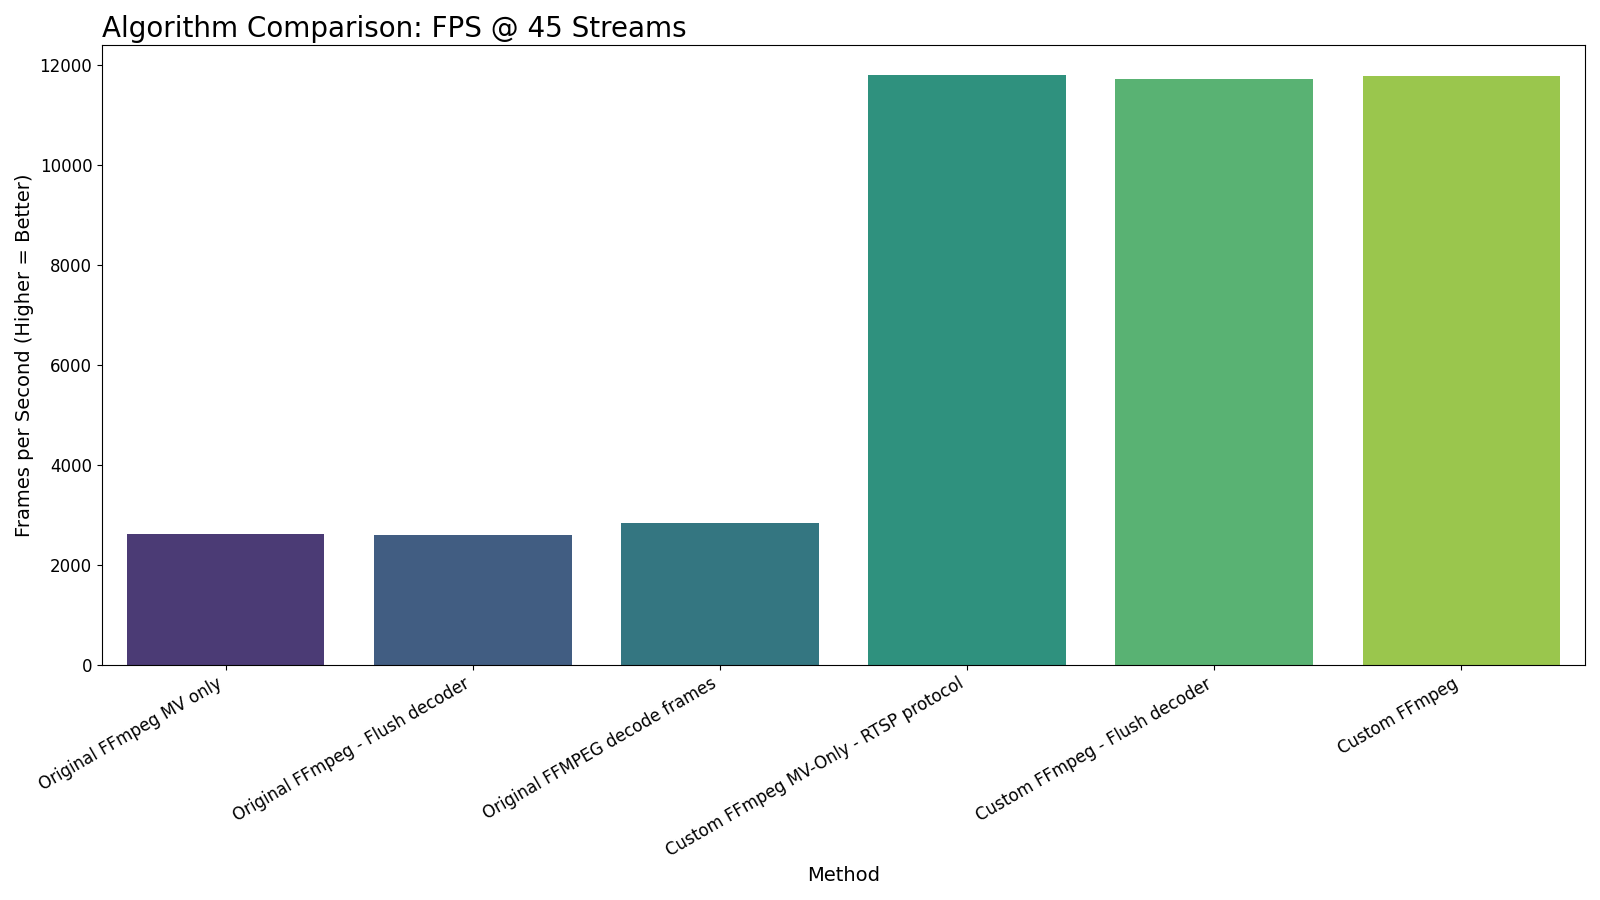 Algorithm Comparison: FPS @ 45 Streams
Frames per Second (Higher = Better)
12000
10000
8000
6000
4000
2000
0
Original FFmpeg MV only
Original FFmpeg - Flush decoder
Original FFMPEG decode frames
Custom FFmpeg MV-Only - RTSP protocol
Custom FFmpeg - Flush decoder
Custom FFmpeg
Method